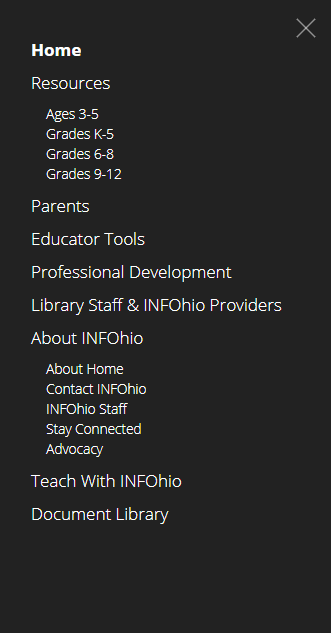 Home
Resources
Ages 3-5
Grades K-5
Grades 6-8
Grades 9-12
Parents
Educator Tools
Professional Development
Library Staff & INFOhio Providers
About INFOhio
About Home
Contact INFOhio
INFOhio Staff
Stay Connected
Advocacy
Teach With INFOhio
Document Library